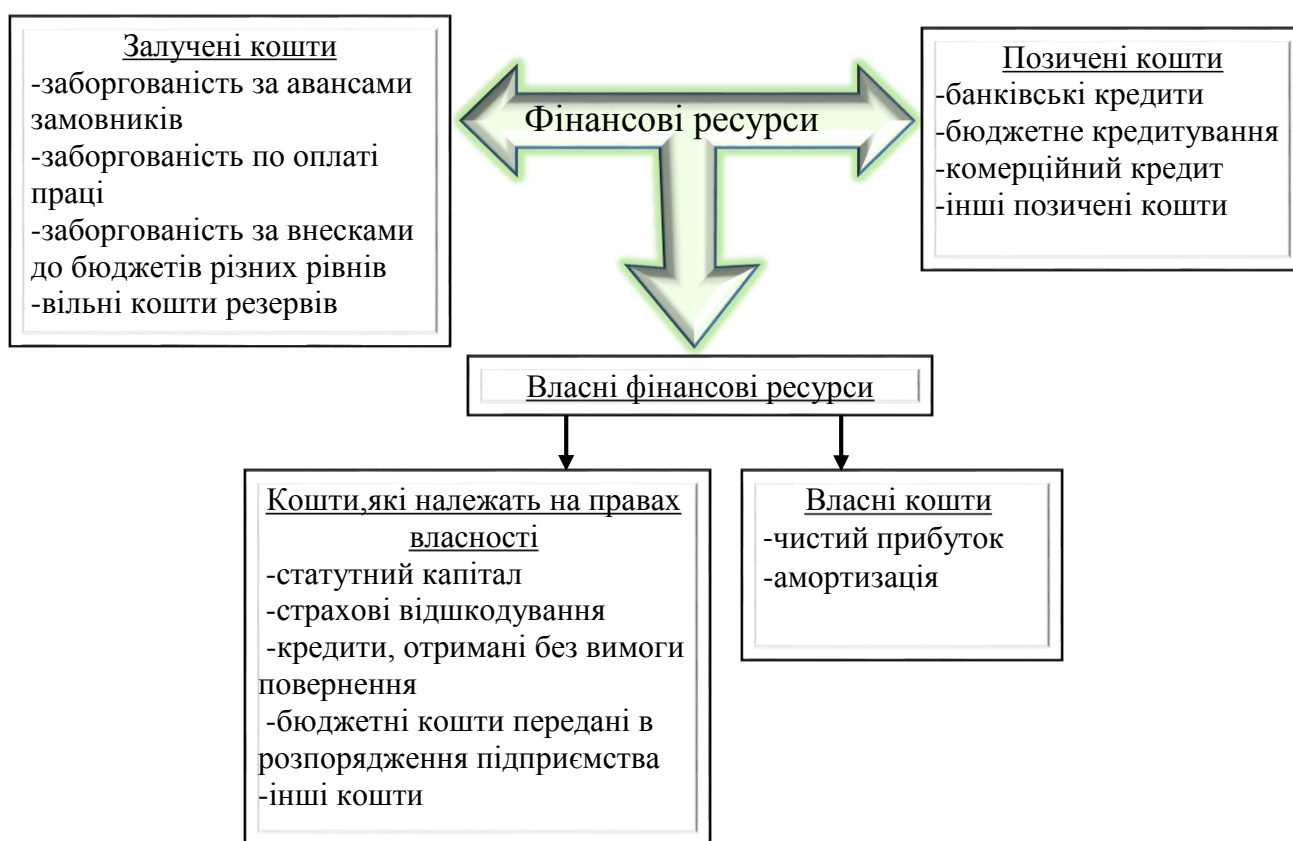 Залучені кошти
-заборгованість за авансами
замовників
-заборгованість по оплаті
праці
-заборгованість за внесками
до бюджетів різних рівнів
-вільні кошти резервів
Фінансові ресурси
Позичені кошти
-банківські кредити
-бюджетне кредитування
-комерційний кредит
-інші позичені кошти
Власні фінансові ресурси
Кошти,які належать на правах
власності
-статутний капітал
-страхові відшкодування
-кредити, отримані без вимоги
повернення
-бюджетні кошти передані в
розпорядження підприємства
-інші кошти
Власні кошти
-чистий прибуток
-амортизація